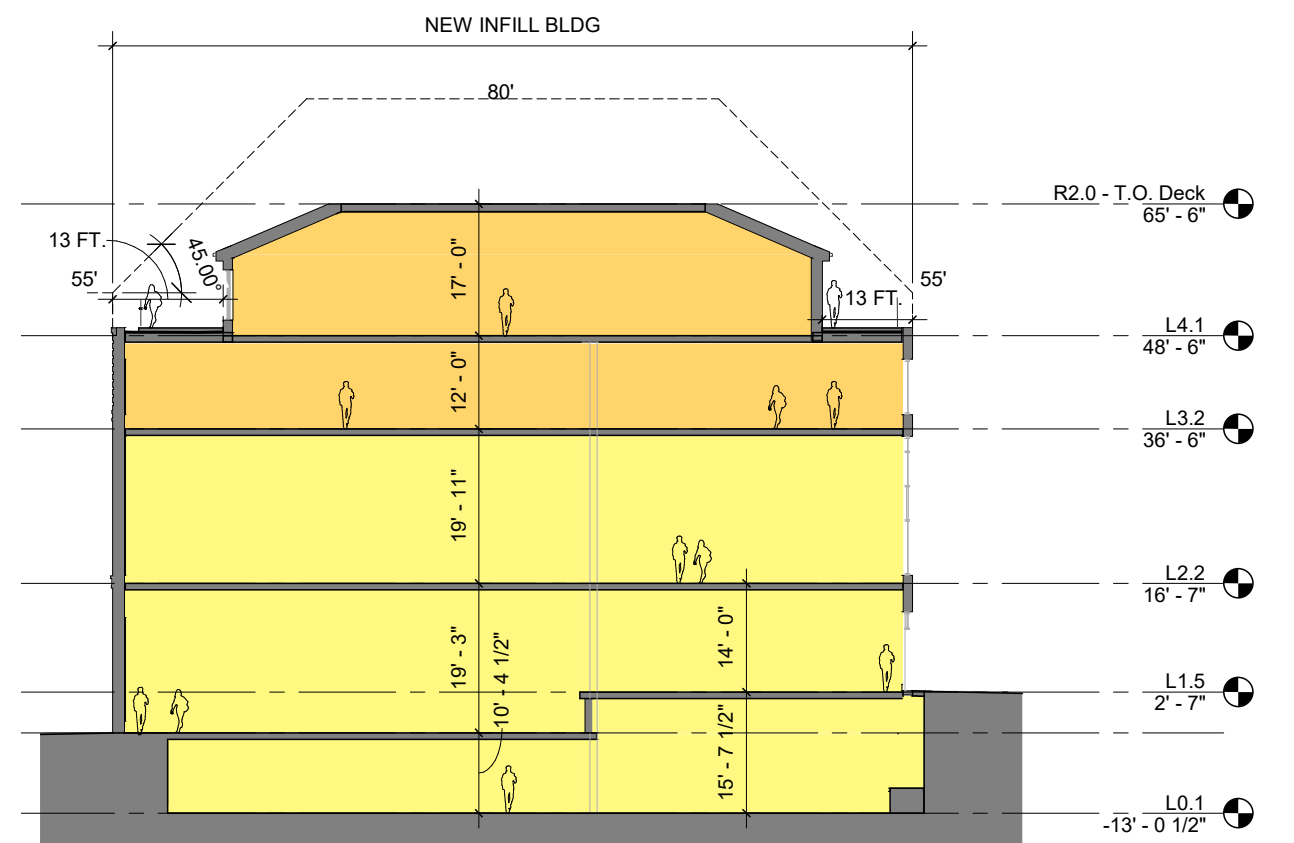 NEW INFILL BLDG
80'
R2.0 - T.O. Deck
65' - 6"
13 FT.
45.00°
17' - 0"
55'
55'
13 FT.
L4.1
48' - 6"
12' - 0"
L3.2
36' - 6"
19' - 11"
L2.2
16' - 7"
19' - 3"
10' - 4 1/2"
14' - 0"
L1.5
2' - 7"
15' - 7 1/2"
L0.1
-13' - 0 1/2"